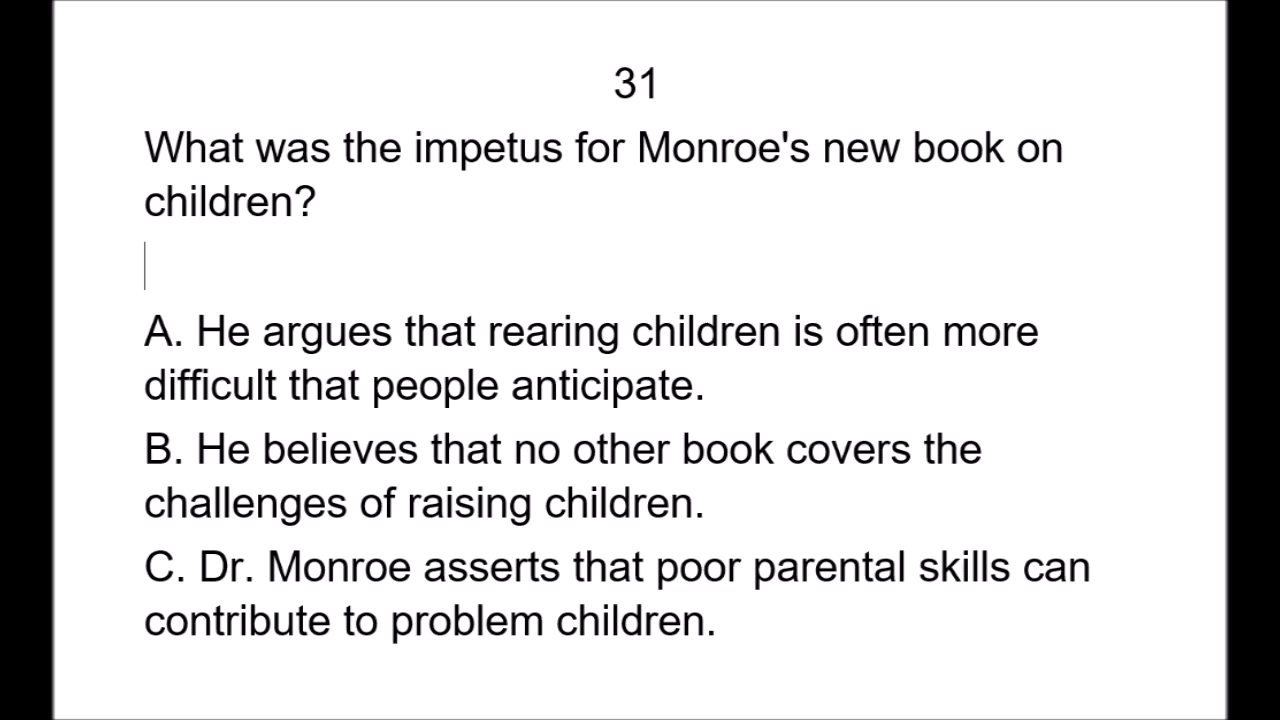 31
What was the impetus for Monroe's new book on
children?
A. He argues that rearing children is often more
difficult that people anticipate.
B. He believes that no other book covers the
challenges of raising children.
C. Dr. Monroe asserts that poor parental skills can
contribute to problem children.